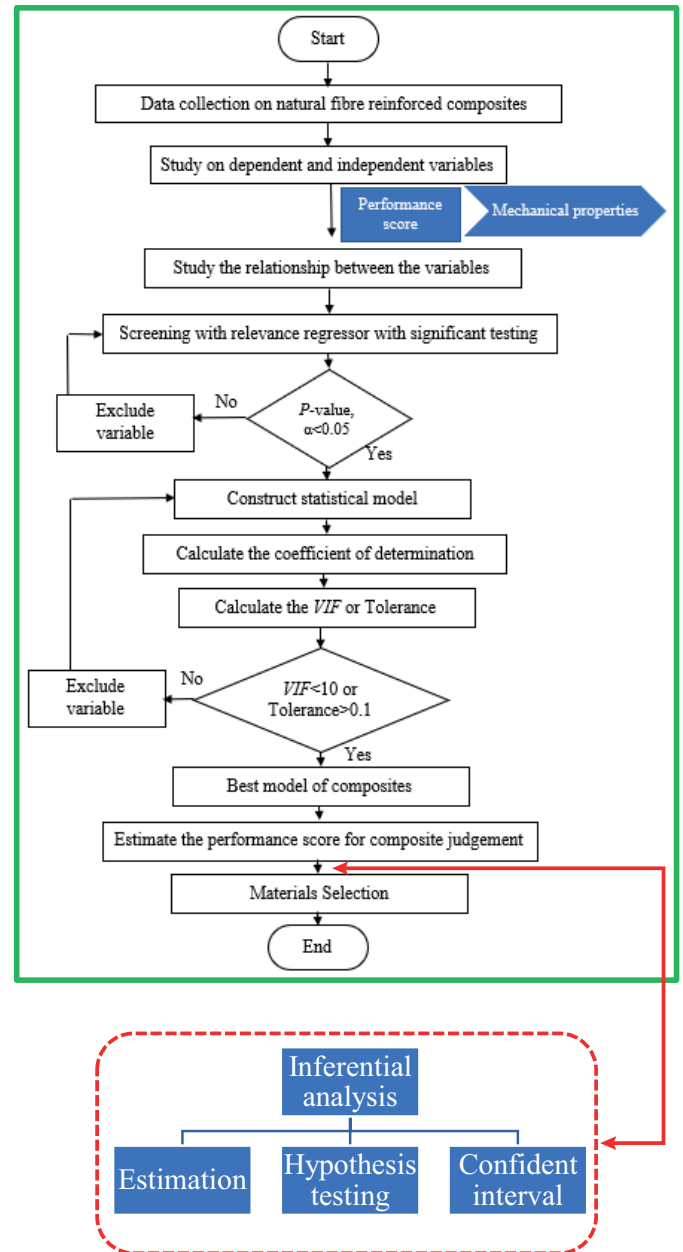 Start
Data collection on natural fibre reinforced composites
Study on dependent and independent variables
Performance
score
Mechanical properties
Study the relationship between the variables
Screening with relevance regressor with significant testing
No
Exclude
variable
P-value,
α<0.05
Yes
Construct statistical model
Calculate the coefficient of determination
Calculate the VIF or Tolerance
No
Exclude
variable
VIF<10 or
Tolerance>0.1
Yes
Best model of composites
Estimate the performance score for composite judgement
Materials Selection
End
Inferential
analysis
Estimation
Hypothesis
testing
Confident
interval